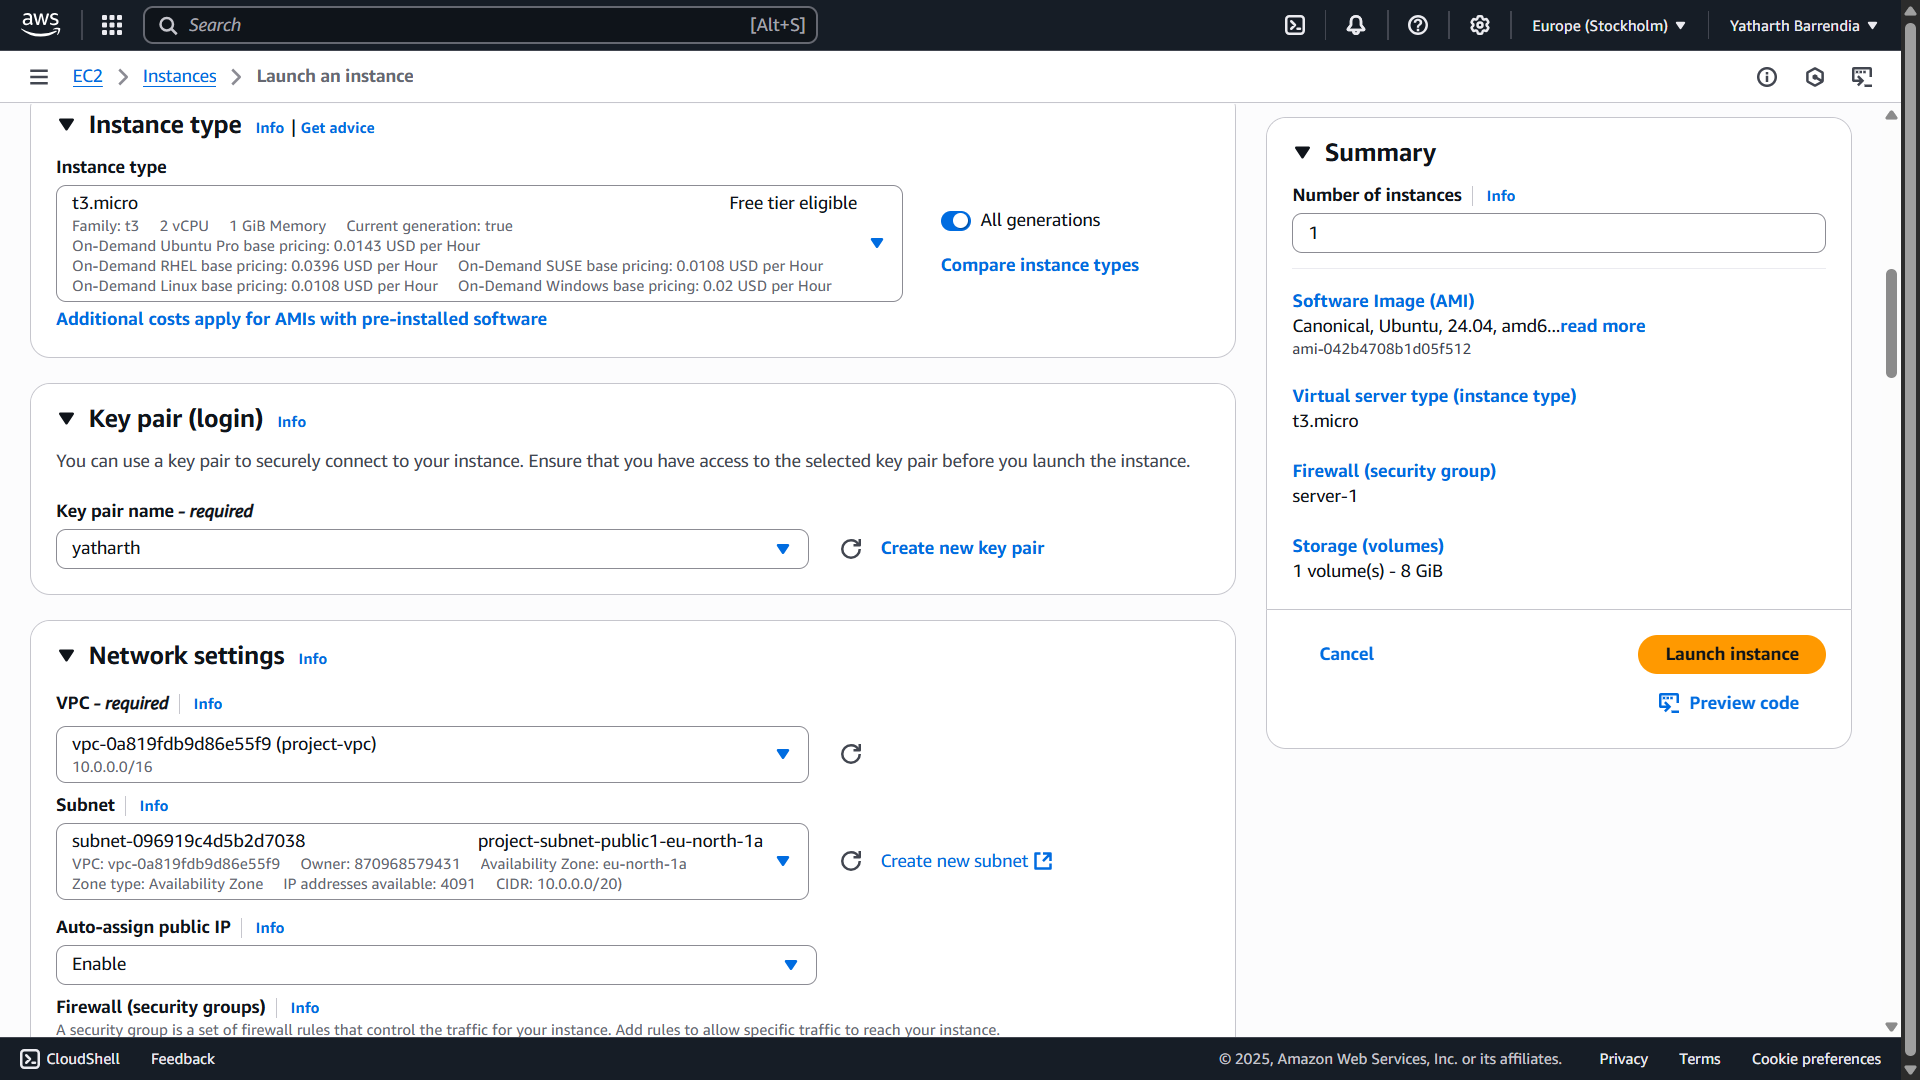 aws
Search [Alt+S]
Europe (Stockholm)
Yatharth Barrendia
EC2
Instances
Launch an instance
Instance type Info | Get advice
Instance type
t3.micro Free tier eligible
Family: t3 2 vCPU 1 GiB Memory Current generation: true
On-Demand Ubuntu Pro base pricing: 0.0143 USD per Hour
On-Demand RHEL base pricing: 0.0396 USD per Hour On-Demand SUSE base pricing: 0.0108 USD per Hour
On-Demand Linux base pricing: 0.0108 USD per Hour On-Demand Windows base pricing: 0.02 USD per Hour
All generations
Compare instance types
Additional costs apply for AMIs with pre-installed software
Key pair (login) Info
You can use a key pair to securely connect to your instance. Ensure that you have access to the selected key pair before you launch the instance.
Key pair name - required
yatharth
Create new key pair
Network settings Info
VPC - required Info
vpc-0a819fdb9d86e55f9 (project-vpc)
10.0.0.0/16
Subnet Info
subnet-096919c4d5b2d7038 project-subnet-public1-eu-north-1a
VPC: vpc-0a819fdb9d86e55f9 Owner: 870968579431 Availability Zone: eu-north-1a
Zone type: Availability Zone IP addresses available: 4091 CIDR: 10.0.0.0/20)
Create new subnet
Auto-assign public IP Info
Enable
Firewall (security groups) Info
A security group is a set of firewall rules that control the traffic for your instance. Add rules to allow specific traffic to reach your instance.
Summary
Number of instances Info
1
Software Image (AMI)
Canonical, Ubuntu, 24.04, amd6...read more
ami-042b4708b1d05f512
Virtual server type (instance type)
t3.micro
Firewall (security group)
server-1
Storage (volumes)
1 volume(s) - 8 GiB
Cancel
Launch instance
Preview code
CloudShell
Feedback
© 2025, Amazon Web Services, Inc. or its affiliates.
Privacy
Terms
Cookie preferences